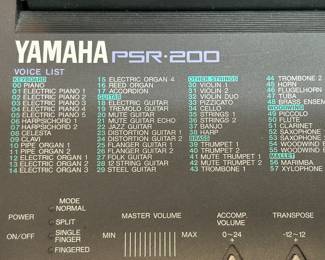 YAMAHA PSR-200
VOICE LIST
KEYBOARD
00 PIANO
01 ELECTRIC PIANO 1
02 ELECTRIC PIANO 2
03 ELECTRIC PIANO 3
04 ELECTRIC PIANO 4
05 ELECTRIC PIANO 5
06 HARPSICHORD 1
07 HARPSICHORD 2
08 CELESTA
09
10 PIPE ORGAN 1
11 PIPE ORGAN 2
12 ELECTRIC ORGAN 1
13 ELECTRIC ORGAN 2
14 ELECTRIC ORGAN 3
15 ELECTRIC ORGAN 4
16 REED ORGAN
17 ACCORDION
GUITAR
18 ELECTRIC GUITAR
19 TREMOLO GUITAR
20 MUTE GUITAR
21 MUTE GUITAR ECHO
22 JAZZ GUITAR
23 DISTORTION GUITAR 1
24 DISTORTION GUITAR 2
25 FLANGER GUITAR 1
26 FLANGER GUITAR 2
27 FOLK GUITAR
28 12 STRING GUITAR
29 STEEL GUITAR
OTHER STRINGS
30 VIOLIN 1
31 VIOLIN 2
32 VIOLIN DUO
33 PIZZICATO
34 CELLO
35 STRINGS 1
36 STRINGS 2
37 BANJO
38 HARP
BRASS
39 TRUMPET 1
40 TRUMPET 2
41 MUTE TRUMPET 1
42 MUTE TRUMPET 2
43 TROMBONE 1
44 TROMBONE 2
45 HORN
46 FLUGELHORN
47 TUBA
48 BRASS ENSEM
WOODWIND
49 PICCOLO
50 FLUTE
51 CLARINET
52 SAXOPHONE
53 SAXOPHONE
54 WOODWIND
55 WOODWIND
MALLET
56 MARIMBA
57 XYLOPHON
POWER
ON/OFF
MODE
NORMAL
SPLIT
SINGLE
FINGER
FINGERED
MASTER VOLUME
MIN MAX
ACCOMP.
VOLUME
0~24
TRANSPOSE
-12~12